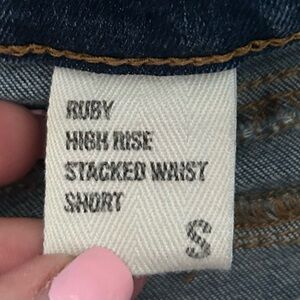 RUBY
HIGH RISE
STACKED WAIST
SHORT
S